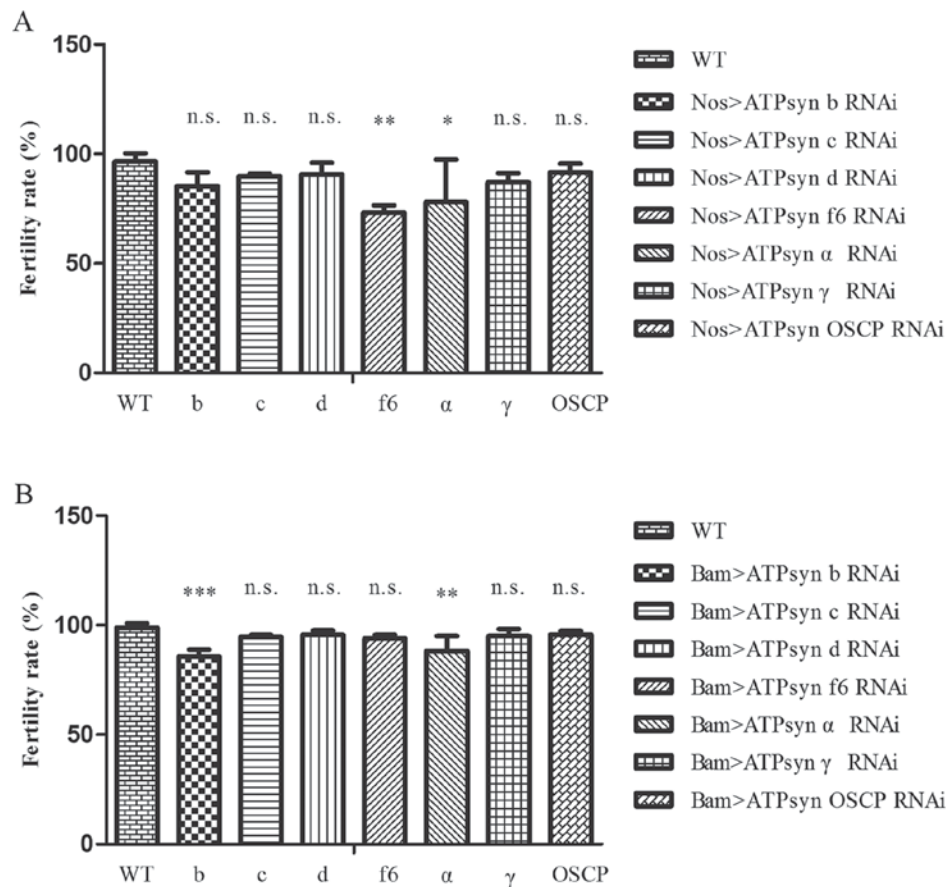 A
150
100
50
0
Fertility rate (%)
n.s. n.s. n.s. ** * n.s. n.s.
WT b c d f6 α γ OSCP
WT
Nos>ATPsyn b RNAi
Nos>ATPsyn c RNAi
Nos>ATPsyn d RNAi
Nos>ATPsyn f6 RNAi
Nos>ATPsyn α RNAi
Nos>ATPsyn γ RNAi
Nos>ATPsyn OSCP RNAi
B
150
100
50
0
Fertility rate (%)
*** n.s. n.s. n.s. ** n.s. n.s.
WT b c d f6 α γ OSCP
WT
Bam>ATPsyn b RNAi
Bam>ATPsyn c RNAi
Bam>ATPsyn d RNAi
Bam>ATPsyn f6 RNAi
Bam>ATPsyn α RNAi
Bam>ATPsyn γ RNAi
Bam>ATPsyn OSCP RNAi